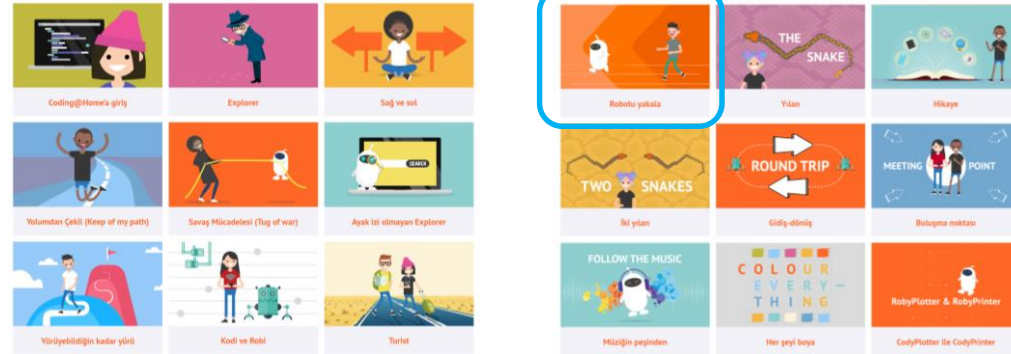 Coding@Home'a giriş
Explorer
Sağ ve sol
SEARCH
Yolumdan Çekil (Keep of my path)
Savaş Mücadelesi (Tug of war)
Ayak izi olmayan Explorer
Yürüyebildiğin kadar yürü
Kodi ve Robi
Turist
THE
SNAKE
Robotu yakala
Yılan
Hikaye
TWO SNAKES
ROUND TRIP
MEETING POINT
İki yılan
Gidiş-dönüş
Buluşma noktası
FOLLOW THE MUSIC
COLOUR
EVERY-
THING
RobyPlotter & RobyPrinter
Müziğin peşinden
Her şeyi boya
CodyPlotter ile CodyPrinter